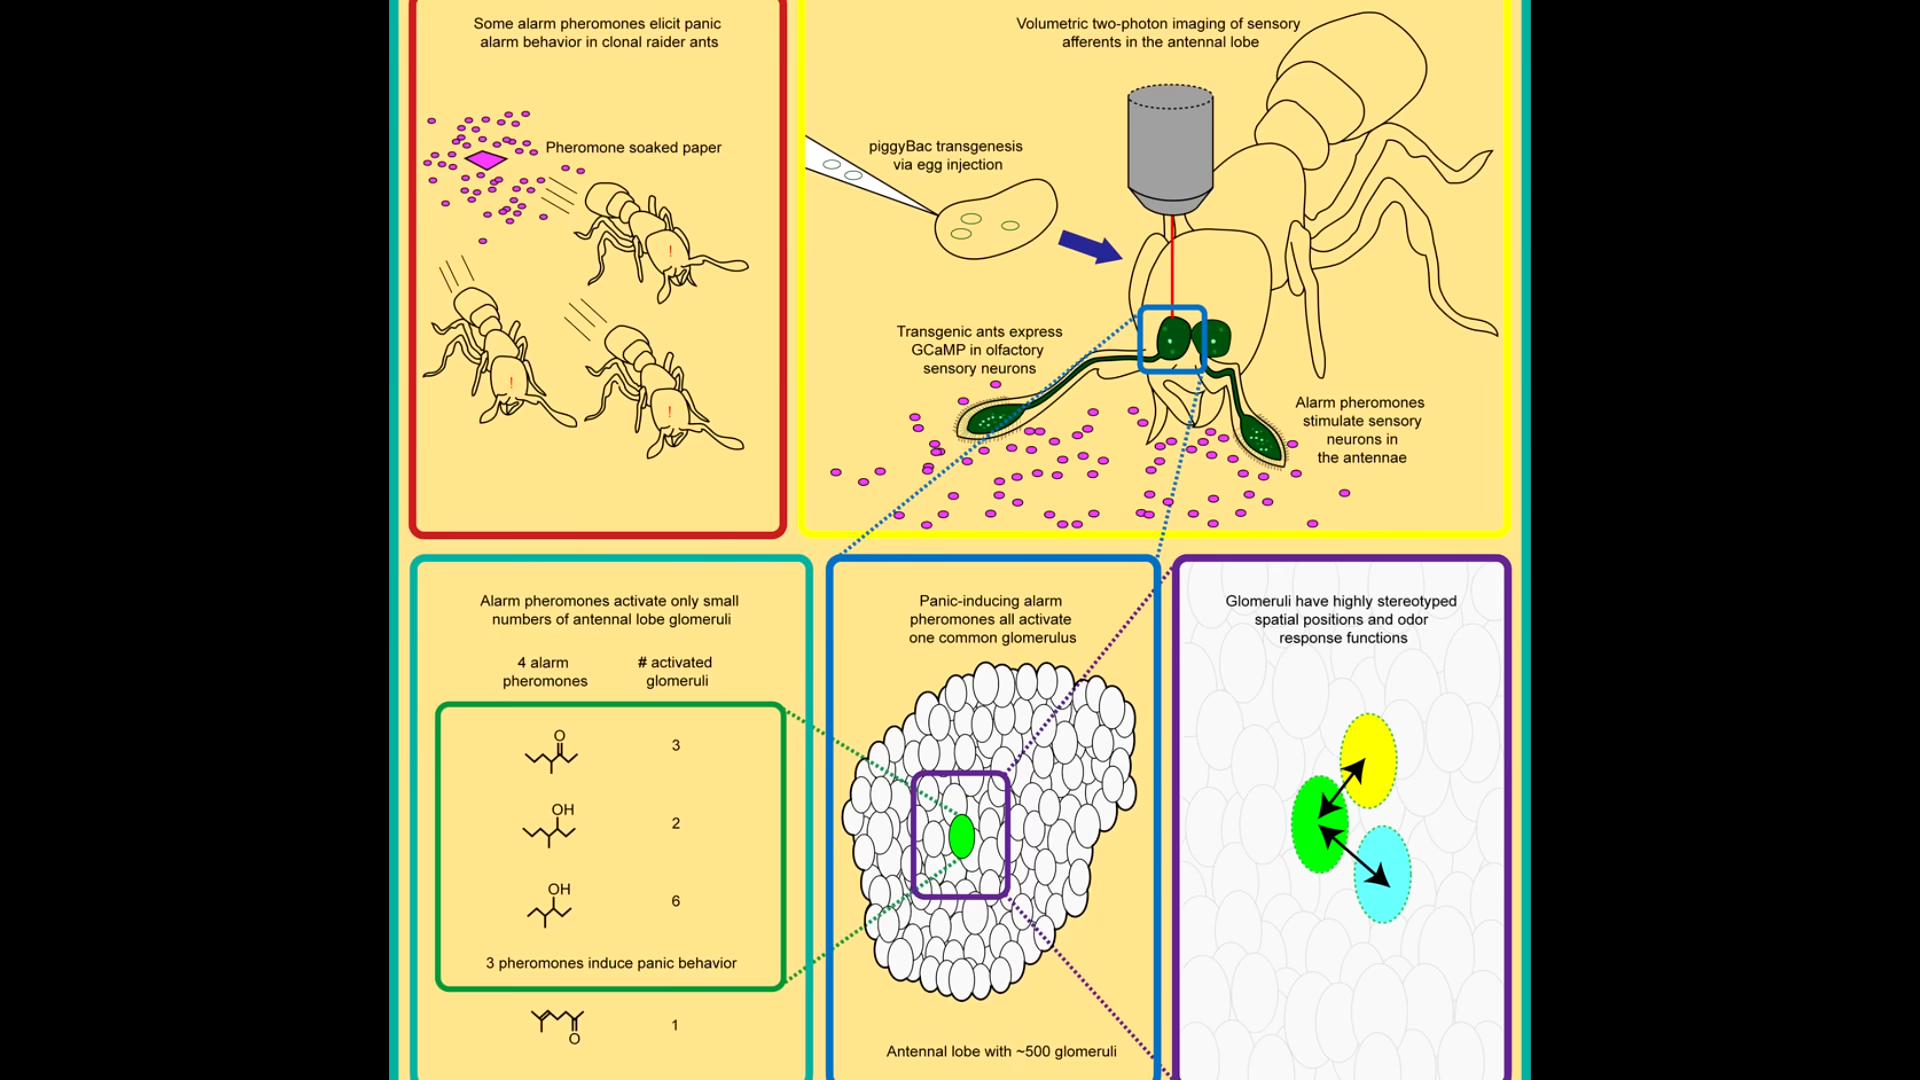 Some alarm pheromones elicit panic
alarm behavior in clonal raider ants
Pheromone soaked paper
!
!
!
Volumetric two-photon imaging of sensory
afferents in the antennal lobe
piggyBac transgenesis
via egg injection
Transgenic ants express
GCaMP in olfactory
sensory neurons
Alarm pheromones
stimulate sensory
neurons in
the antennae
Alarm pheromones activate only small
numbers of antennal lobe glomeruli
4 alarm
pheromones
# activated
glomeruli
O
3
OH
2
OH
6
3 pheromones induce panic behavior
O
1
Panic-inducing alarm
pheromones all activate
one common glomerulus
Antennal lobe with ~500 glomeruli
Glomeruli have highly stereotyped
spatial positions and odor
response functions